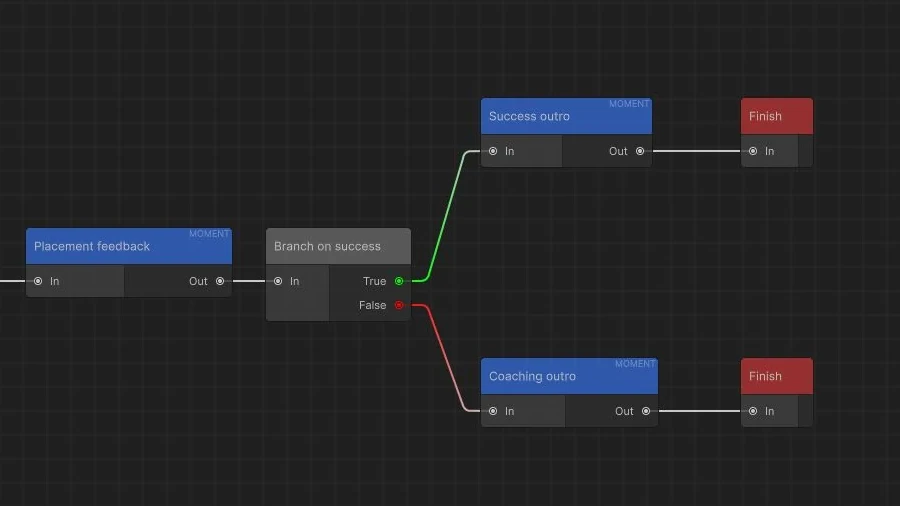 MOMENT
Success outro
Finish
In Out
In
MOMENT
Placement feedback
Branch on success
In Out
In True
False
MOMENT
Coaching outro
Finish
In Out
In